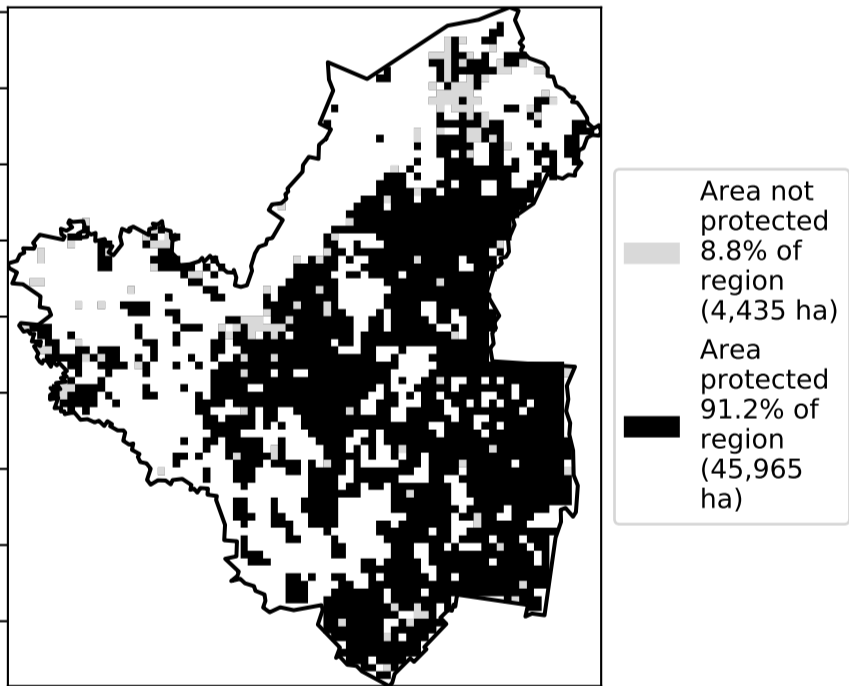 Area not
protected
8.8% of
region
(4,435 ha)
Area
protected
91.2% of
region
(45,965
ha)